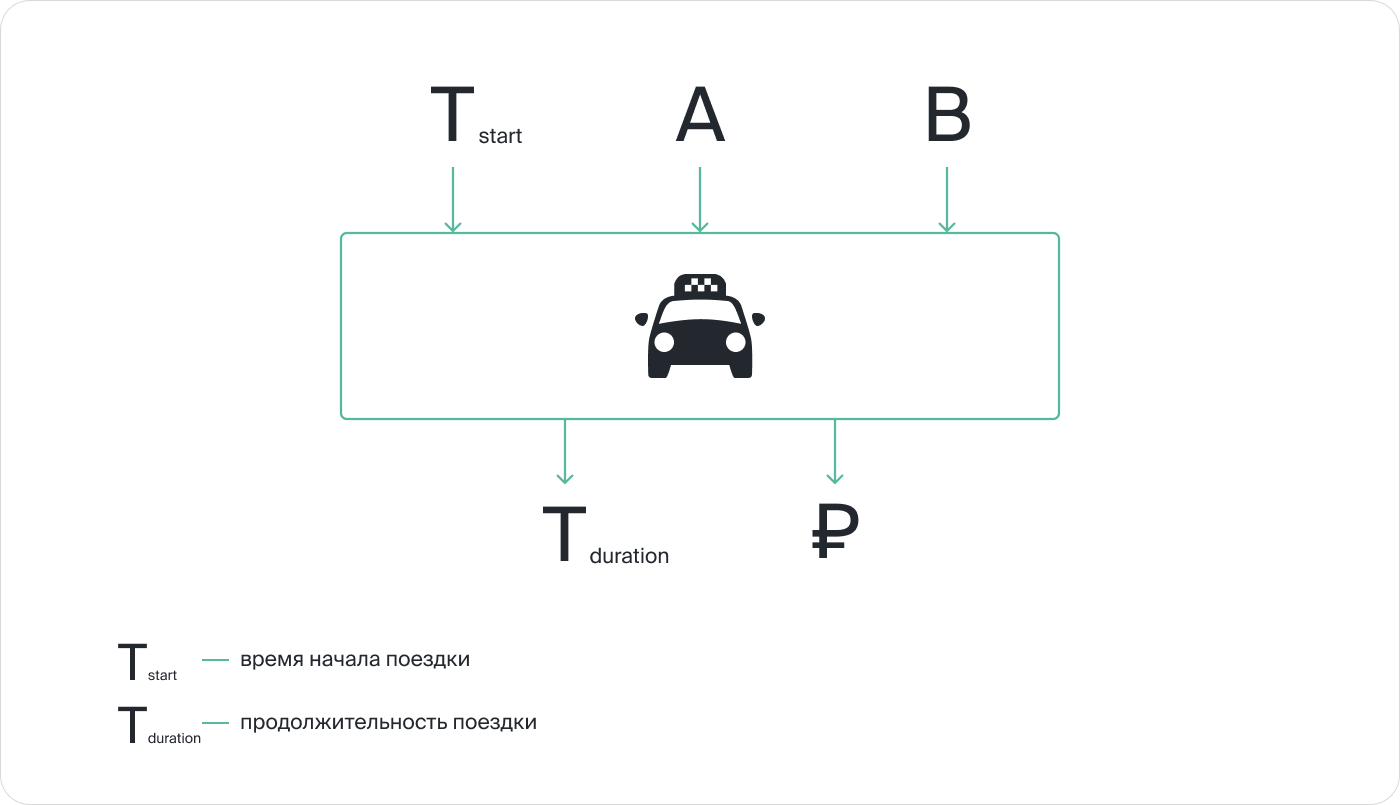 T start A B
T duration ₽
T start — время начала поездки
T duration — продолжительность поездки